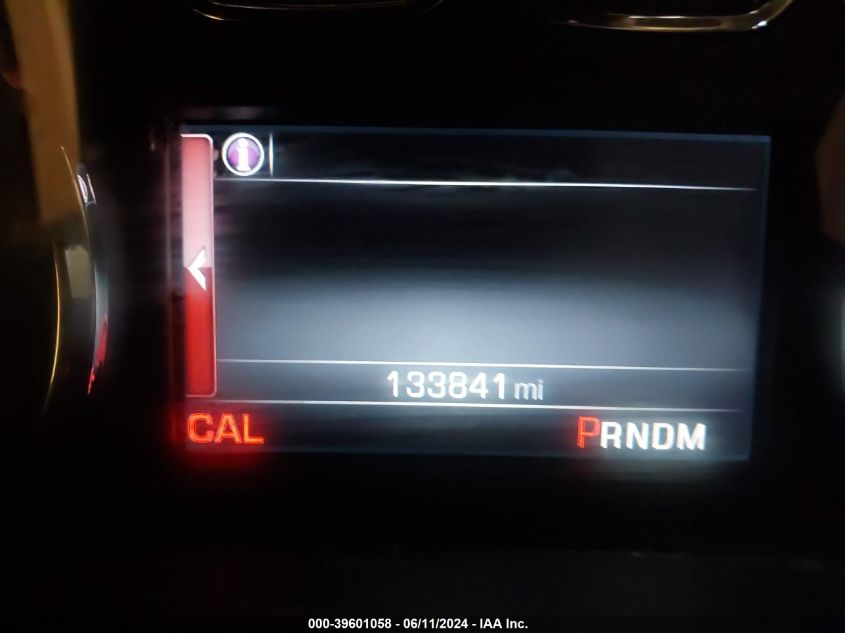 133841 mi
CAL PRNDM
000-39601058 - 06/11/2024 - IAA Inc.